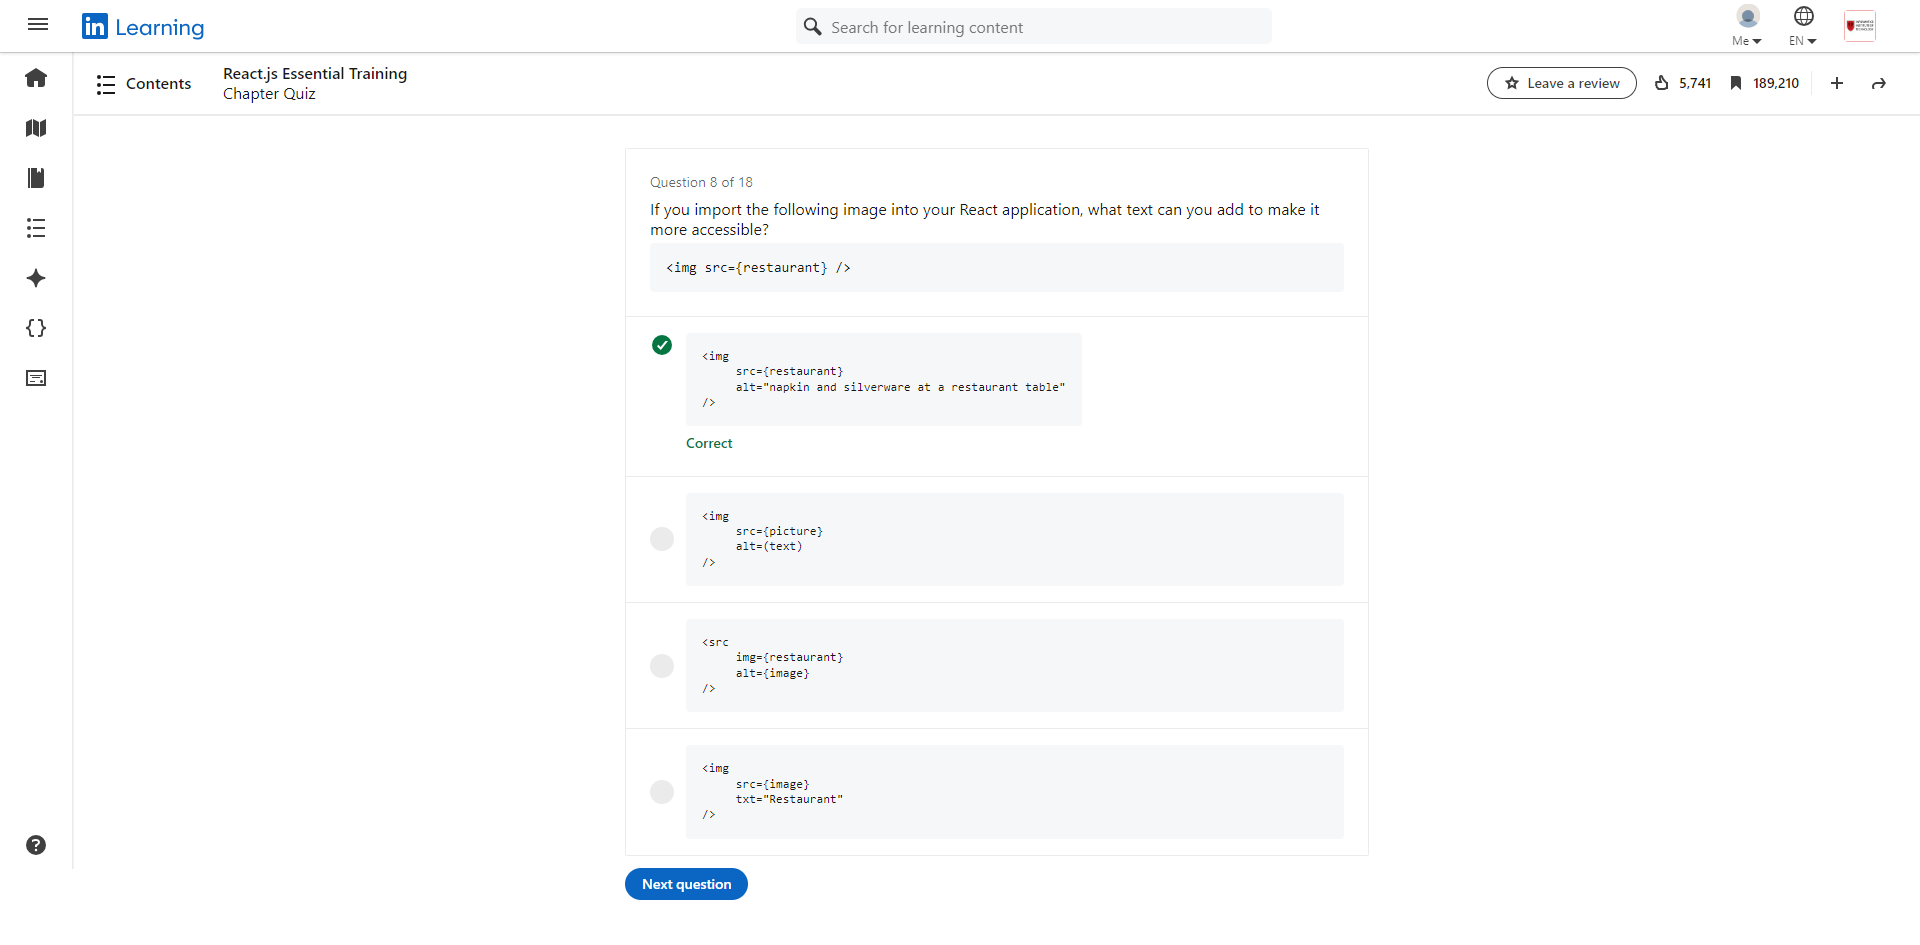 in Learning
Search for learning content
Me
EN
Contents
React.js Essential Training
Chapter Quiz
Leave a review
5,741
189,210
Question 8 of 18
If you import the following image into your React application, what text can you add to make it
more accessible?
<img src={restaurant} />
<img
src={restaurant}
alt="napkin and silverware at a restaurant table"
/>
Correct
<img
src={picture}
alt=(text)
/>
<src
img={restaurant}
alt={image}
/>
<img
src={image}
txt="Restaurant"
/>
Next question